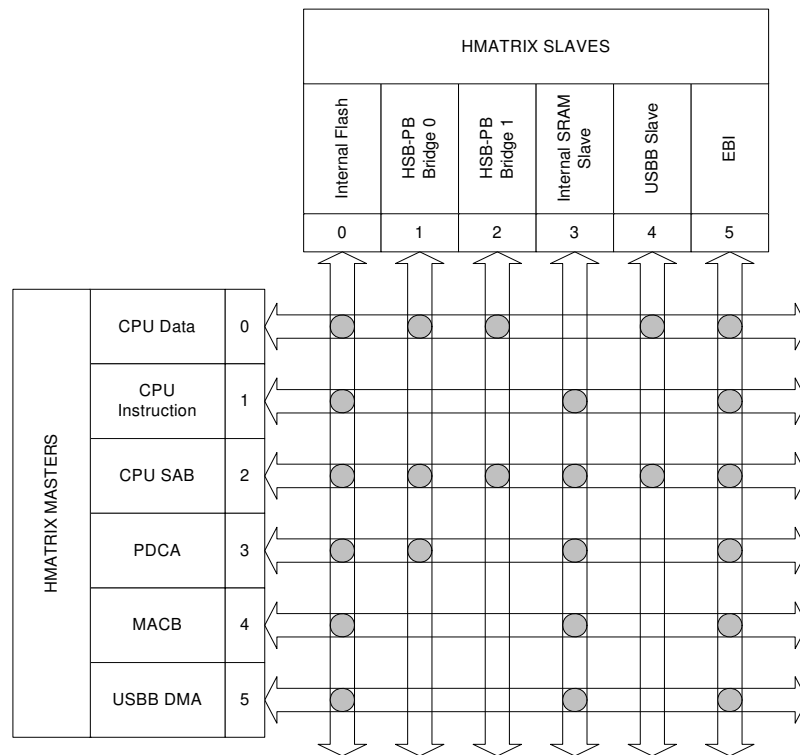 HMATRIX SLAVES
Internal Flash
HSB-PB
Bridge 0
HSB-PB
Bridge 1
Internal SRAM
Slave
USBB Slave
EBI
0 1 2 3 4 5
HMATRIX MASTERS
CPU Data 0
CPU
Instruction 1
CPU SAB 2
PDCA 3
MACB 4
USBB DMA 5